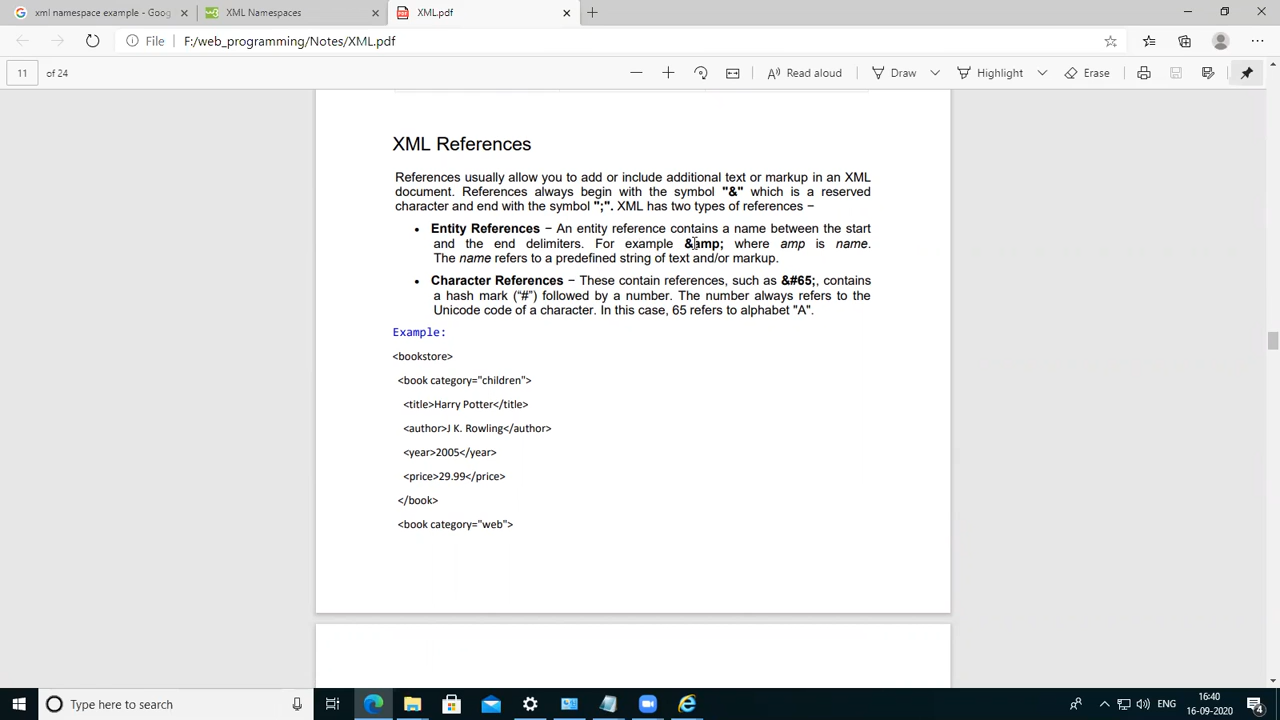 xml namespace example - Goog
XML Namespaces
XML.pdf
File
F:/web_programming/Notes/XML.pdf
11 of 24
Read aloud
Draw
Highlight
Erase
XML References
References usually allow you to add or include additional text or markup in an XML
document. References always begin with the symbol "&" which is a reserved
character and end with the symbol ";". XML has two types of references −
• Entity References − An entity reference contains a name between the start
and the end delimiters. For example &amp; where amp is name.
The name refers to a predefined string of text and/or markup.
• Character References − These contain references, such as &#65;, contains
a hash mark (“#”) followed by a number. The number always refers to the
Unicode code of a character. In this case, 65 refers to alphabet "A".
Example:
<bookstore>
<book category="children">
<title>Harry Potter</title>
<author>J K. Rowling</author>
<year>2005</year>
<price>29.99</price>
</book>
<book category="web">
Type here to search
ENG
16:40
16-09-2020
4